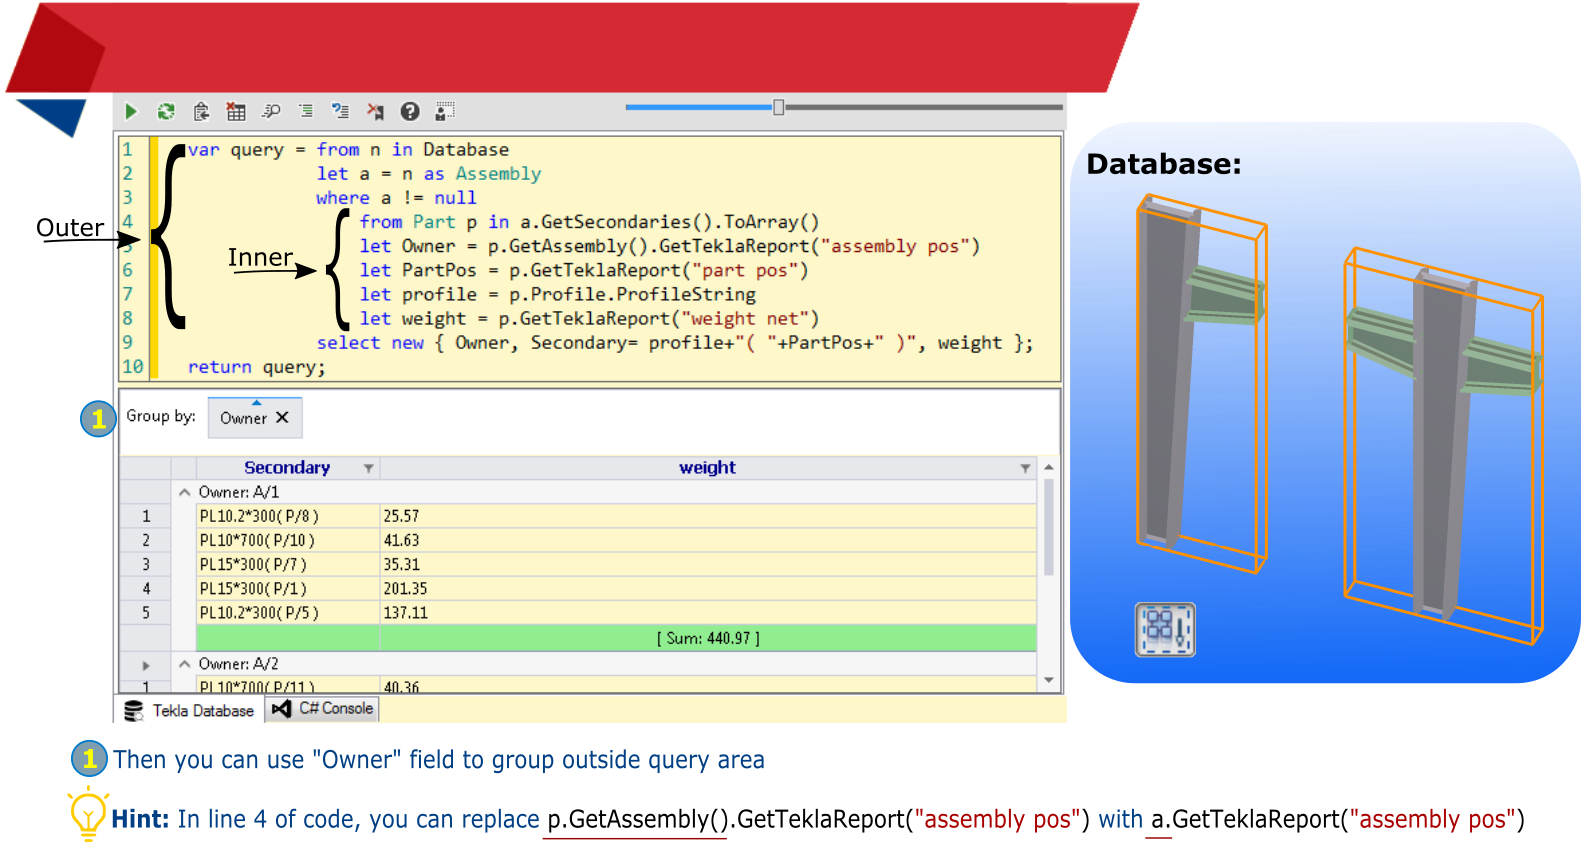 1 var query = from n in Database
2 let a = n as Assembly
3 where a != null
4 from Part p in a.GetSecondaries().ToArray()
5 let Owner = p.GetAssembly().GetTeklaReport("assembly pos")
6 let PartPos = p.GetTeklaReport("part pos")
7 let profile = p.Profile.ProfileString
8 let weight = p.GetTeklaReport("weight net")
9 select new { Owner, Secondary= profile+"( "+PartPos+" )", weight };
10 return query;
Outer
Inner
Database:
1 Group by: Owner ✕
Secondary weight
Owner: A/1
1 PL10.2*300( P/8 ) 25.57
2 PL10*700( P/10 ) 41.63
3 PL15*300( P/7 ) 35.31
4 PL15*300( P/1 ) 201.35
5 PL10.2*300( P/5 ) 137.11
[ Sum: 440.97 ]
Owner: A/2
1 PL10*700( P/11 ) 40.36
Tekla Database C# Console
1 Then you can use "Owner" field to group outside query area
Hint: In line 4 of code, you can replace p.GetAssembly().GetTeklaReport("assembly pos") with a.GetTeklaReport("assembly pos")